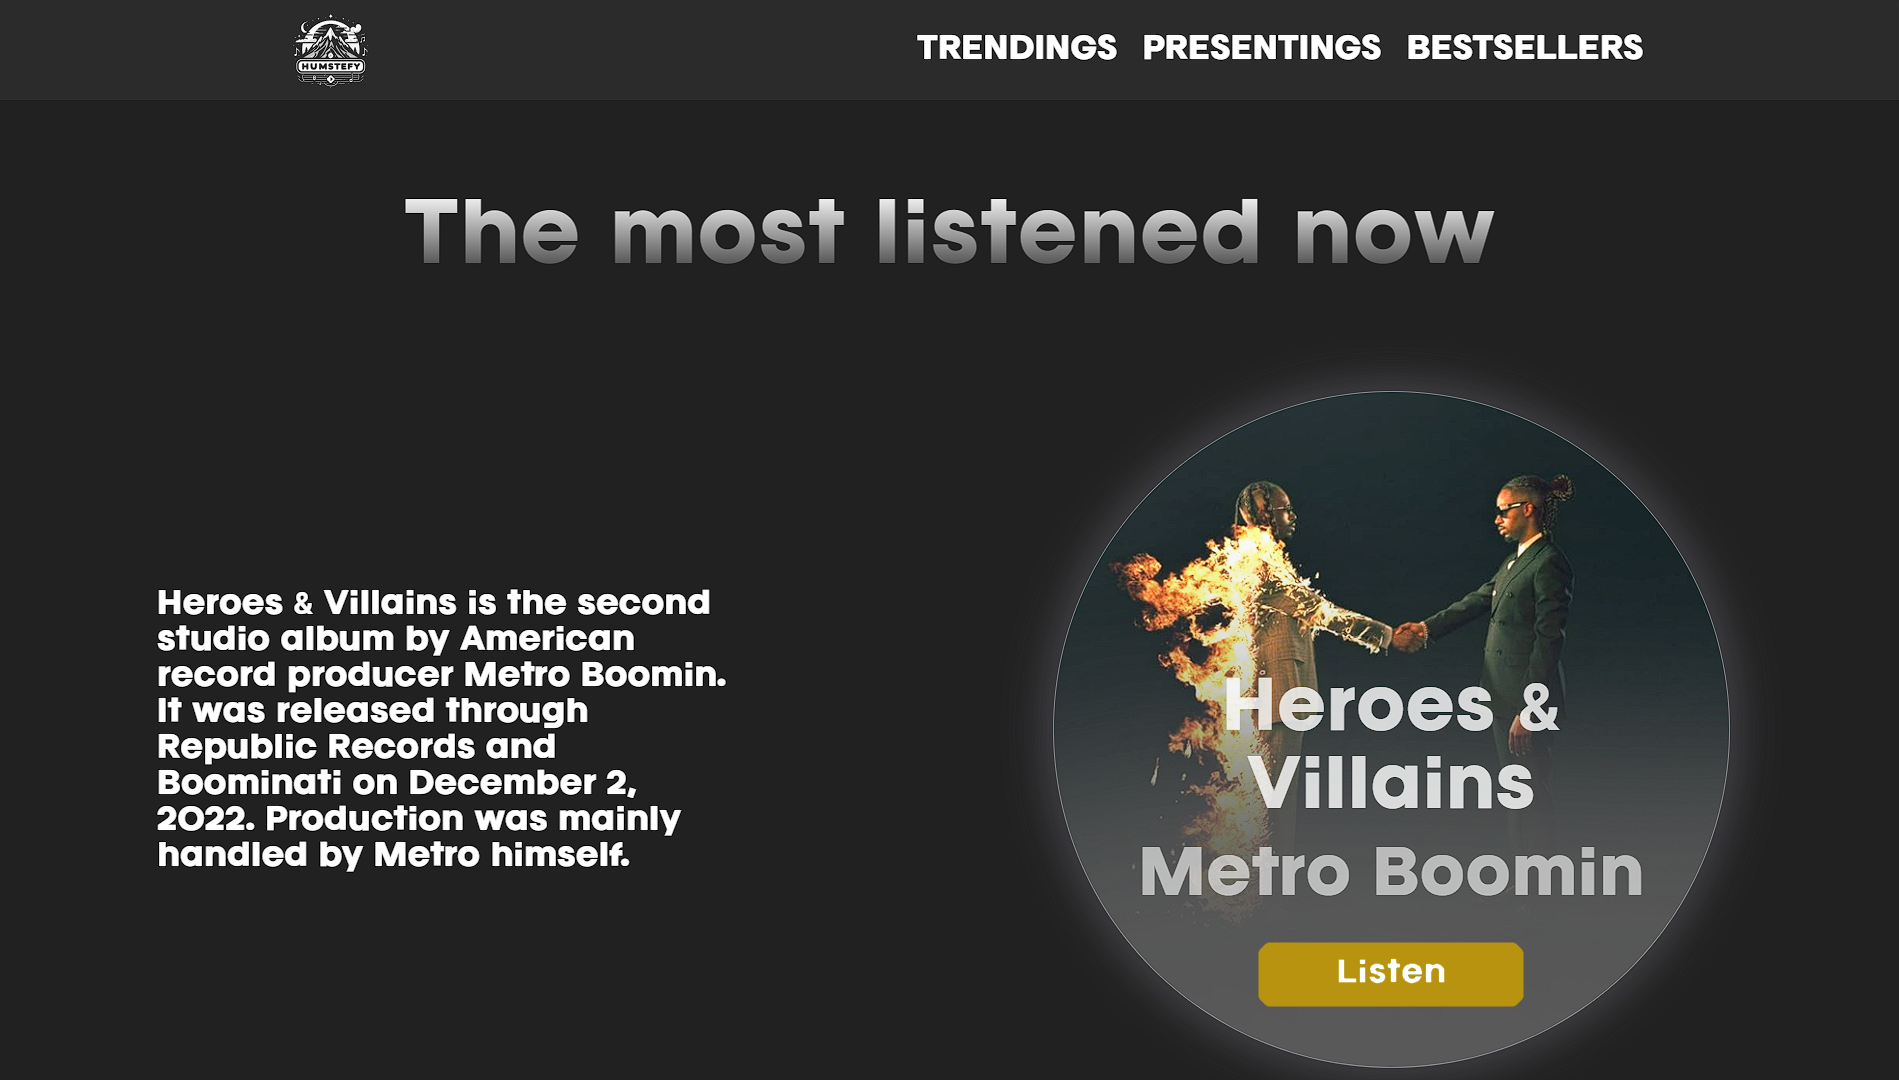 HUMSTEFY
TRENDINGS PRESENTINGS BESTSELLERS
The most listened now
Heroes & Villains is the second
studio album by American
record producer Metro Boomin.
It was released through
Republic Records and
Boominati on December 2,
2022. Production was mainly
handled by Metro himself.
Heroes &
Villains
Metro Boomin
Listen